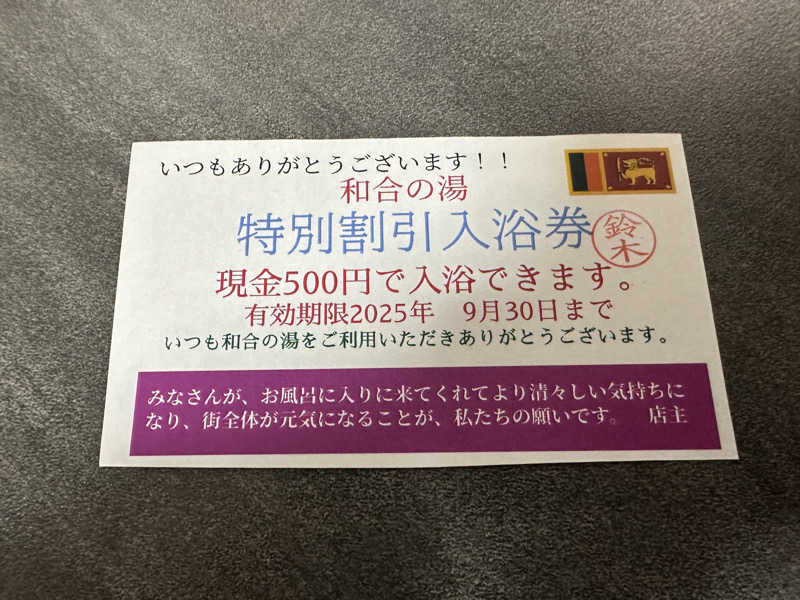 いつもありがとうございます！！
和合の湯
特別割引入浴券
鈴木
現金500円で入浴できます。
有効期限2025年　9月30日まで
いつも和合の湯をご利用いただきありがとうございます。
みなさんが、お風呂に入りに来てくれてより清々しい気持ちに
なり、街全体が元気になることが、私たちの願いです。　店主